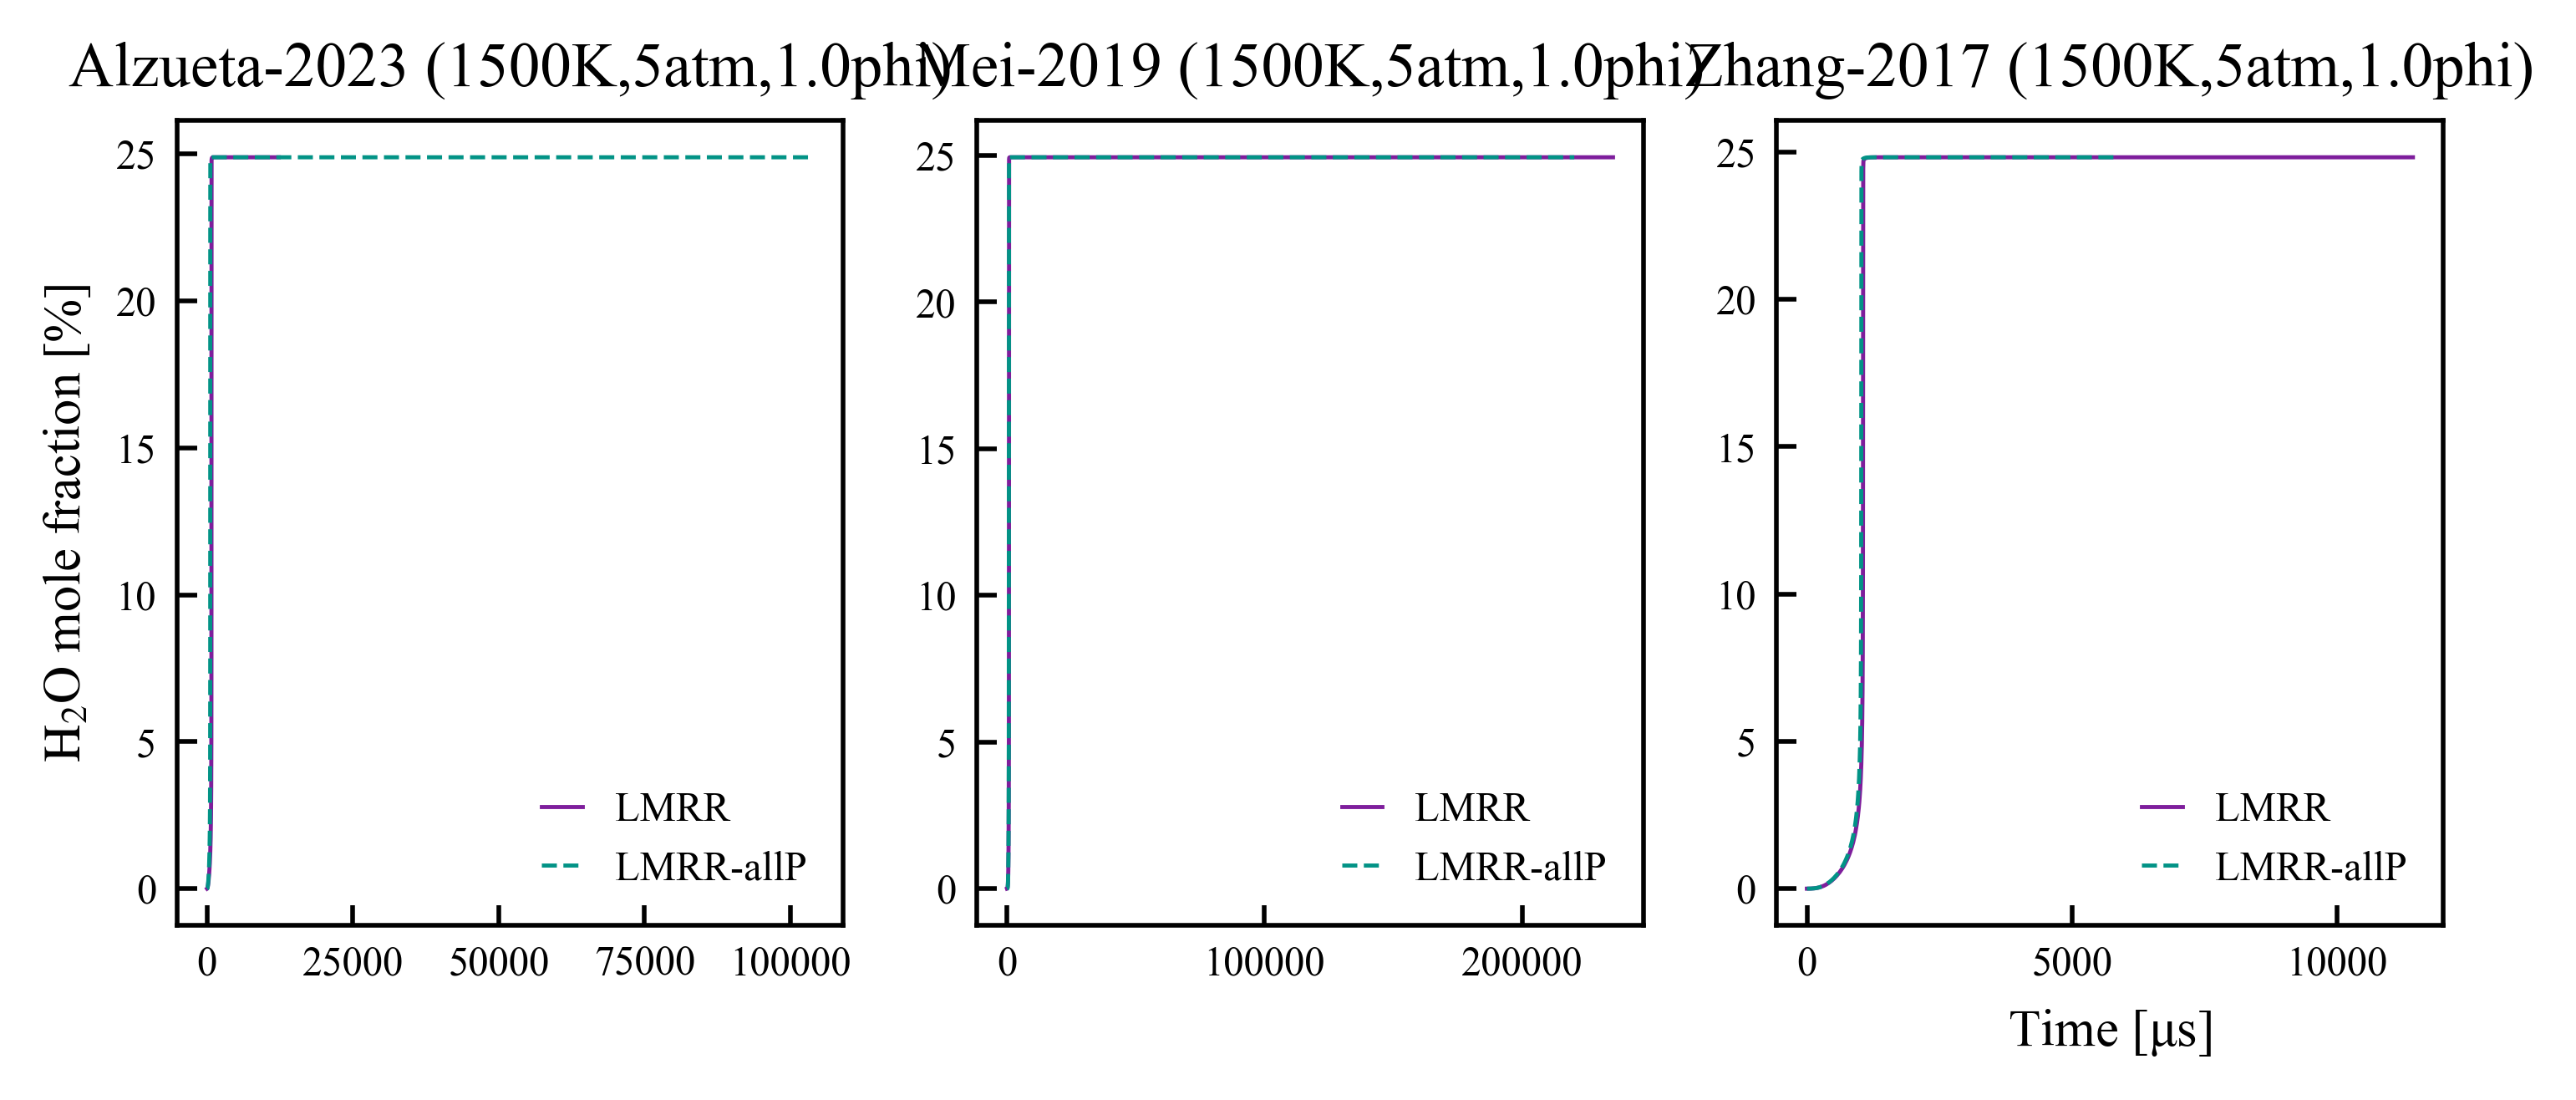 Alzueta-2023 (1500K,5atm,1.0phi)
Mei-2019 (1500K,5atm,1.0phi)
Zhang-2017 (1500K,5atm,1.0phi)
H₂O mole fraction [%]
25
20
15
10
5
0
LMRR
LMRR-allP
0 25000 50000 75000 100000
25
20
15
10
5
0
LMRR
LMRR-allP
0 100000 200000
25
20
15
10
5
0
LMRR
LMRR-allP
0 5000 10000
Time [μs]